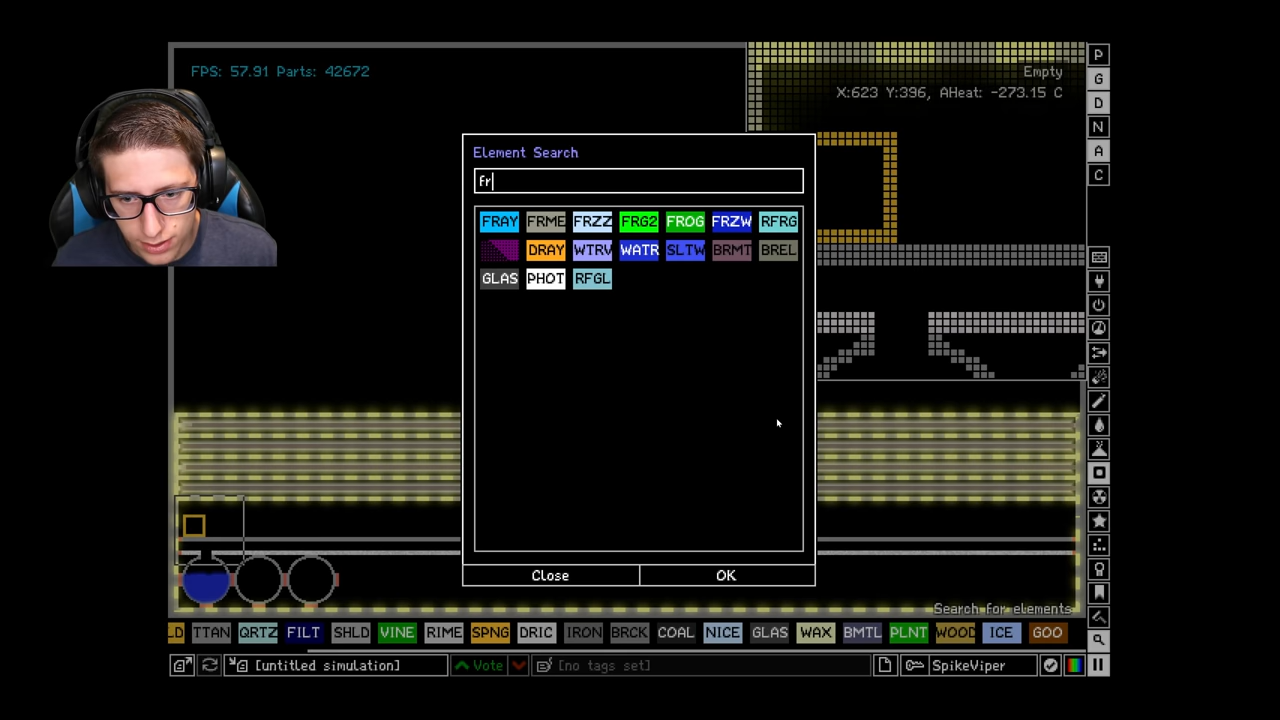 FPS: 57.91 Parts: 42672
Empty
X:623 Y:396, AHeat: -273.15 C
P
G
D
N
A
C
Element Search
fr
FRAY FRME FRZZ FRG2 FROG FRZW RFRG
DRAY WTRV WATR SLTW BRMT BREL
GLAS PHOT RFGL
Close OK
Search for elements
LD TTAN QRTZ FILT SHLD VINE RIME SPNG DRIC IRON BRCK COAL NICE GLAS WAX BMTL PLNT WOOD ICE GOO
[untitled simulation] Vote [no tags set] SpikeViper